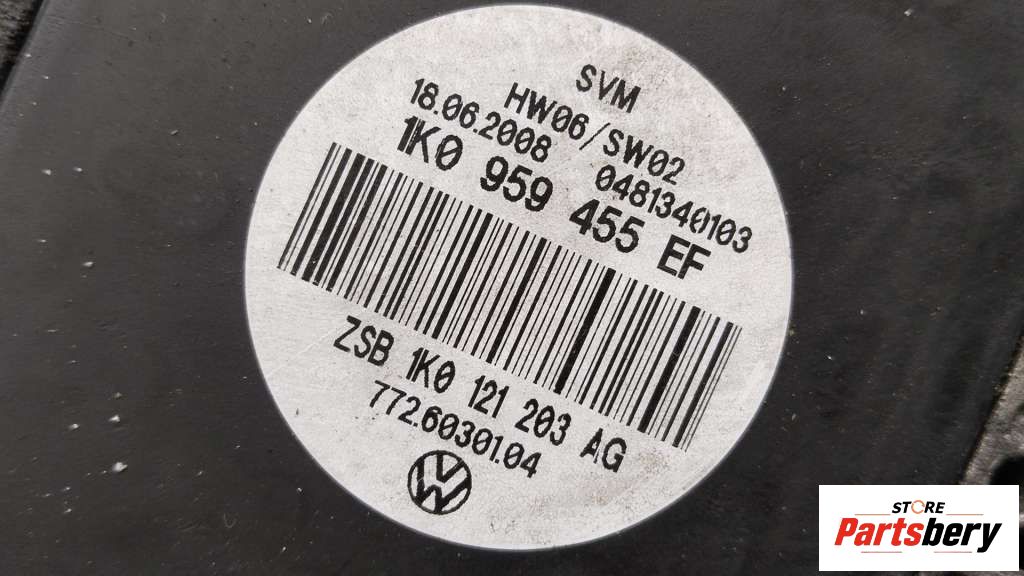 SVM
HW06/SW02
18.06.2008 0481340103
1K0 959 455 EF
ZSB 1K0 121 203 AG
772.60301.04
VW
STORE
Partsbery